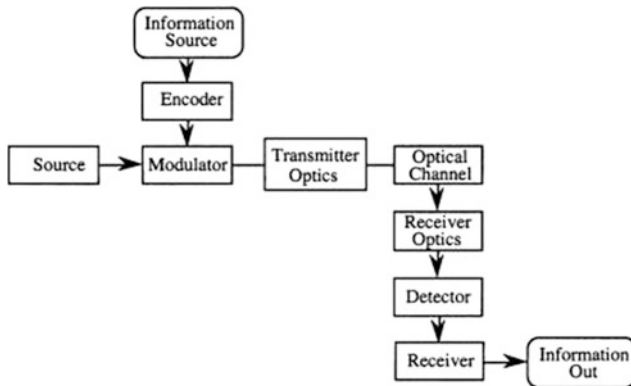 Information
Source
Encoder
Source
Modulator
Transmitter
Optics
Optical
Channel
Receiver
Optics
Detector
Receiver
Information
Out